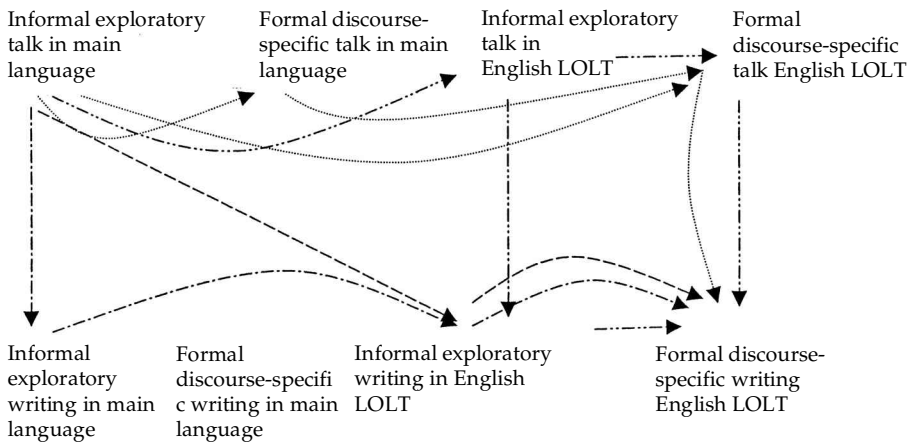 Informal exploratory
talk in main
language
Formal discourse-
specific talk in main
language
Informal exploratory
talk in
English LOLT
Formal
discourse-specific
talk English LOLT
Informal
exploratory
writing in main
language
Formal
discourse-specifi
c writing in main
language
Informal exploratory
writing in English
LOLT
Formal discourse-
specific writing
English LOLT